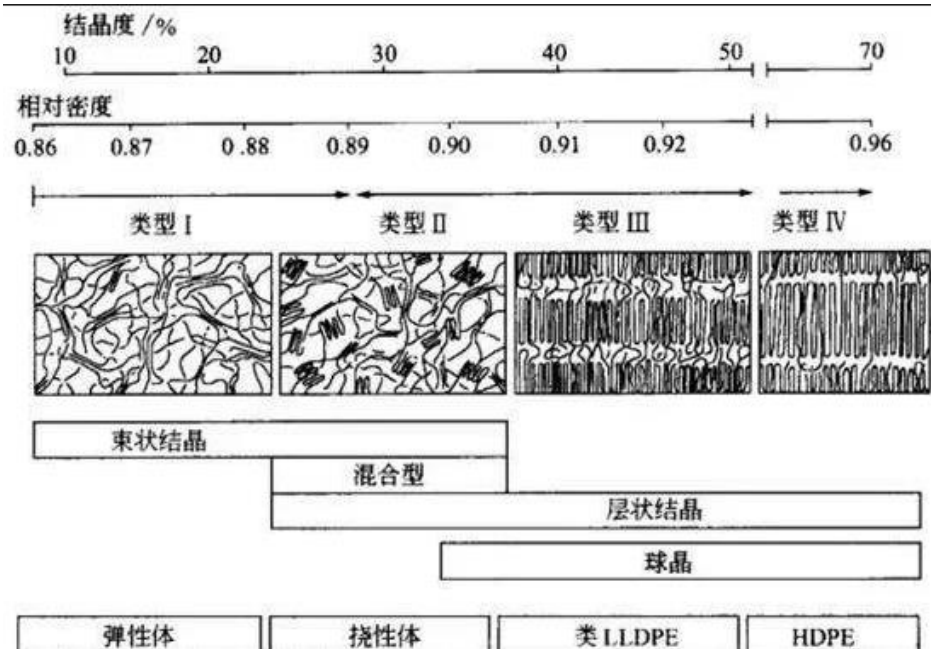 结晶度 /%
10 20 30 40 50 70
相对密度
0.86 0.87 0.88 0.89 0.90 0.91 0.92 0.96
类型 I 类型 II 类型 III 类型 IV
束状结晶
混合型
层状结晶
球晶
弹性体 挠性体 类 LLDPE HDPE